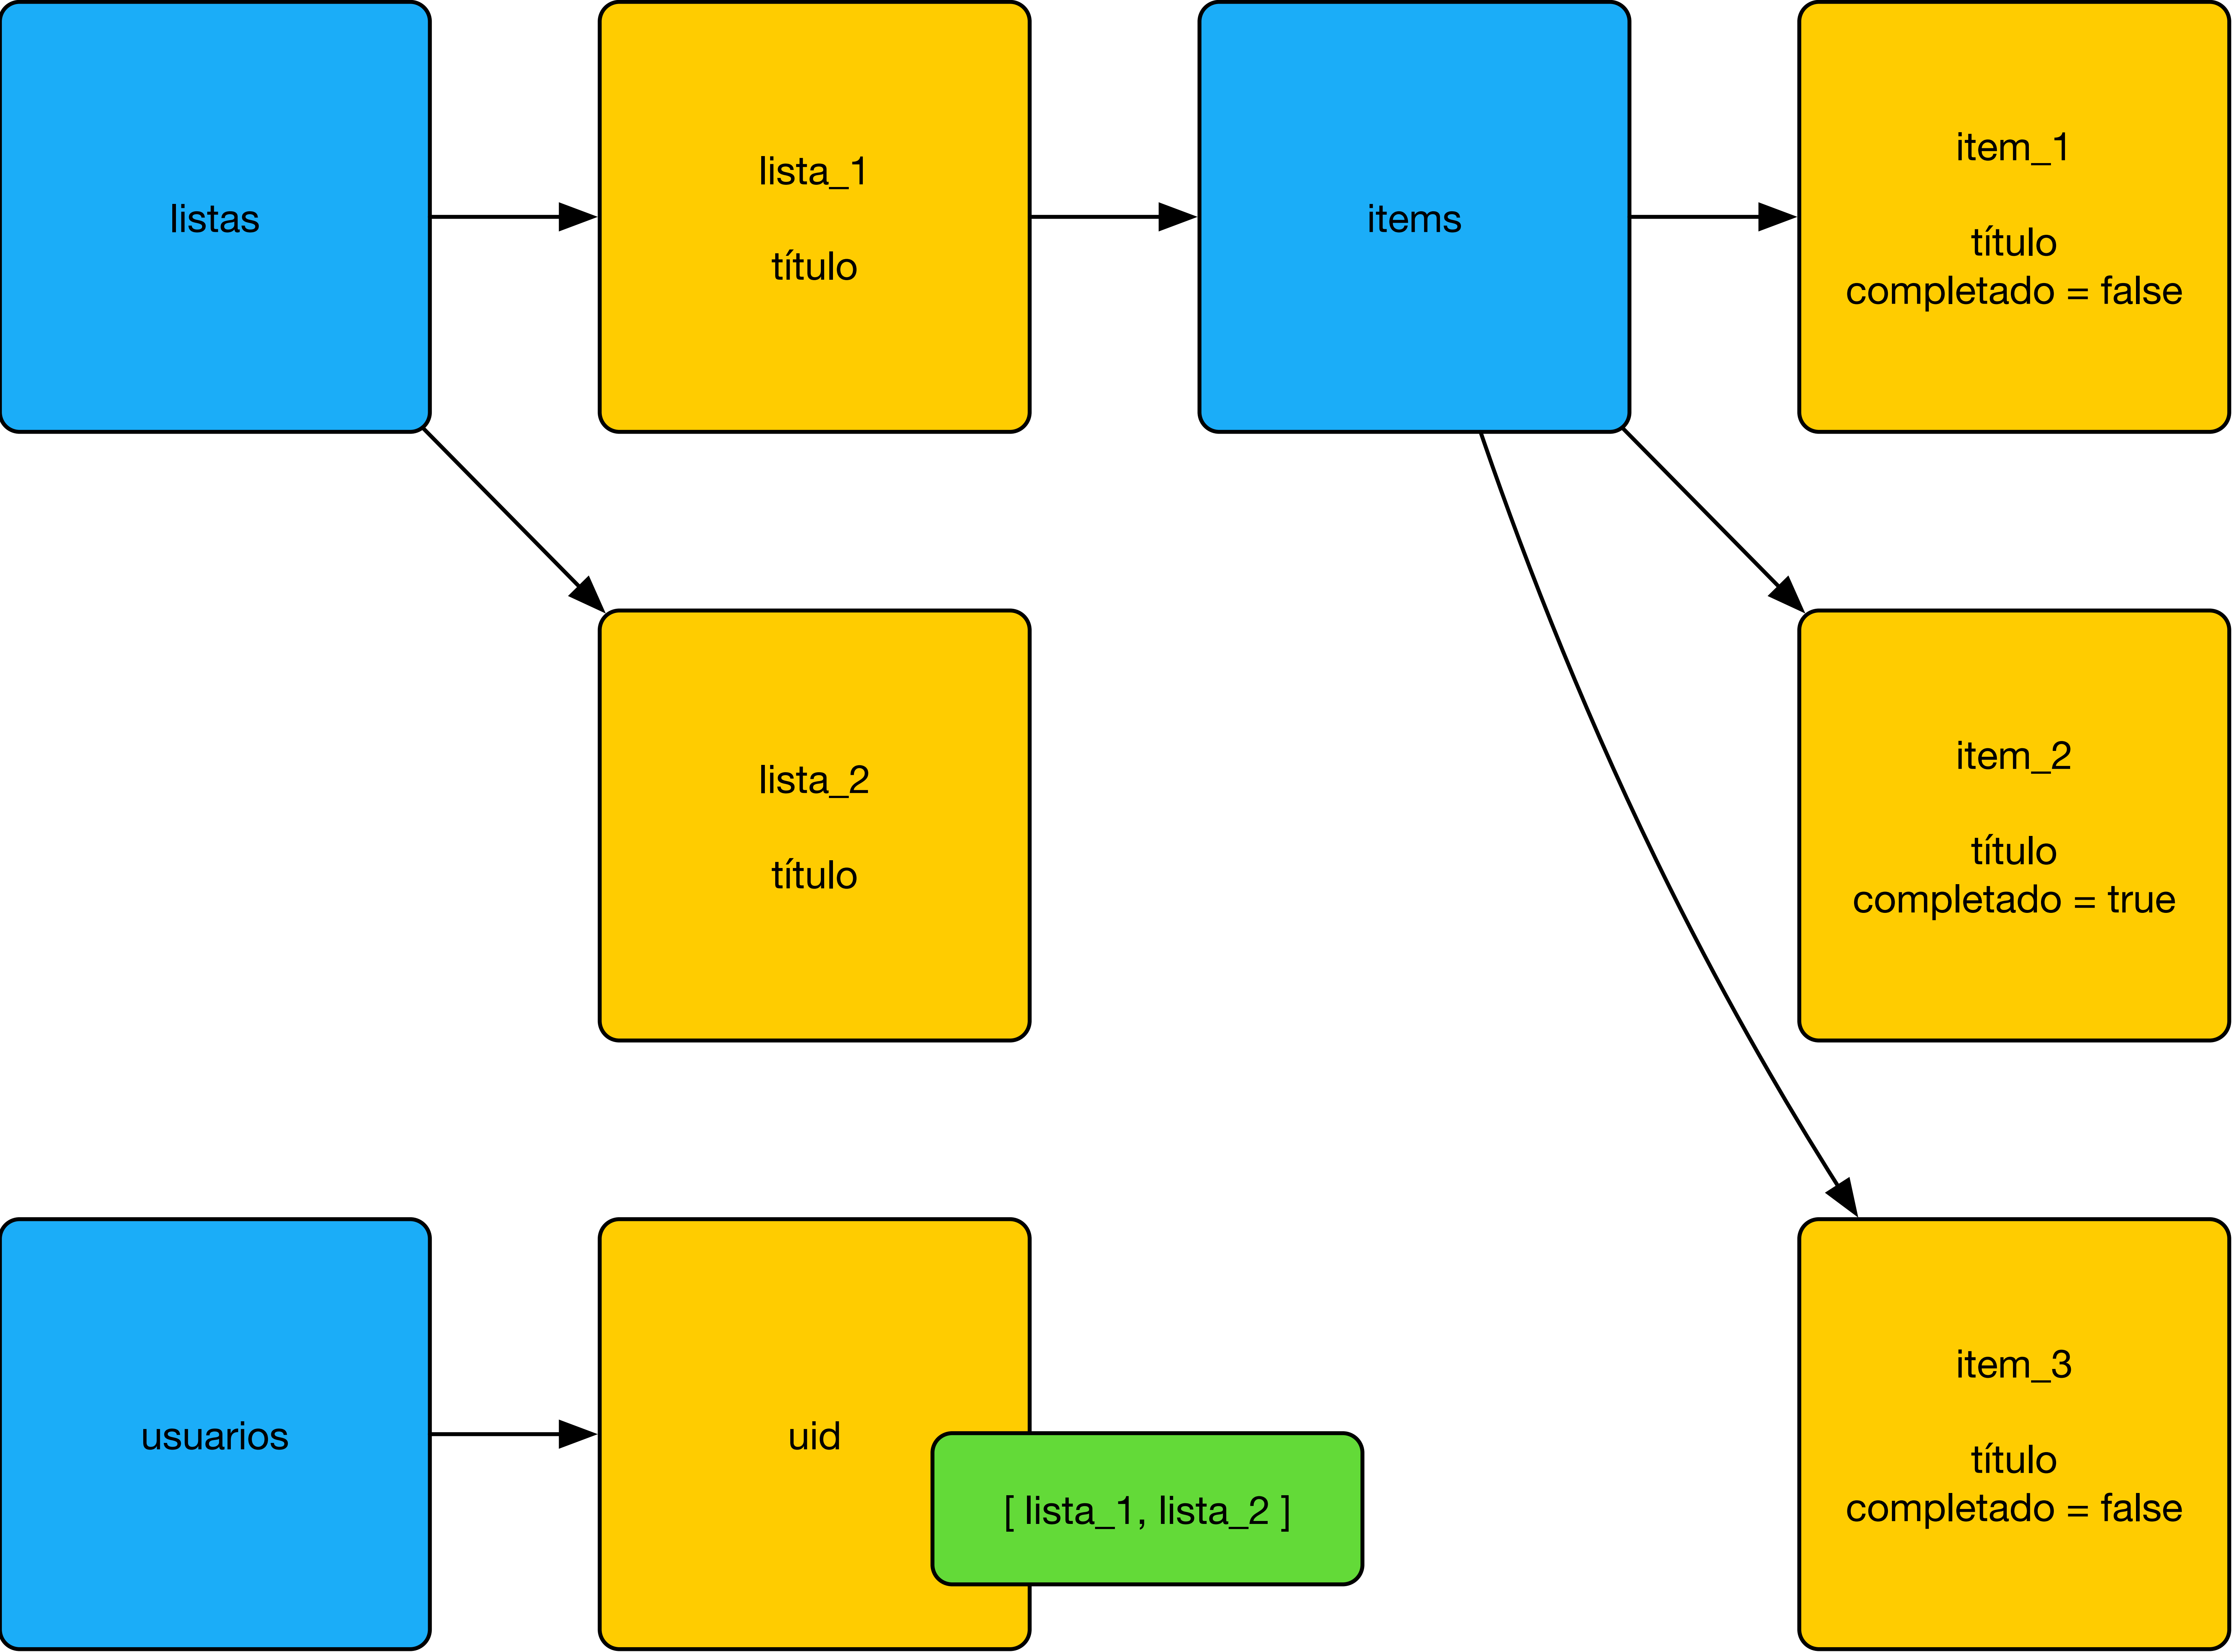 listas
lista_1
título
items
item_1
título
completado = false
lista_2
título
item_2
título
completado = true
usuarios
uid
[ lista_1, lista_2 ]
item_3
título
completado = false